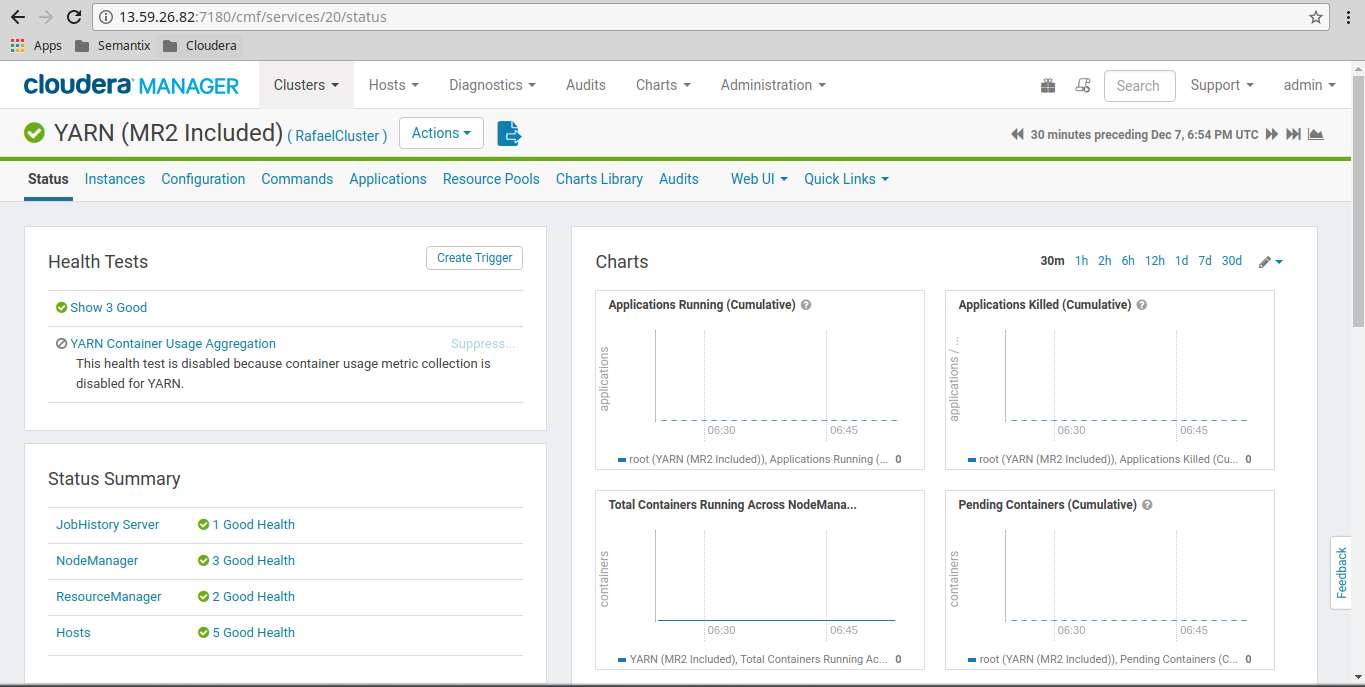 13.59.26.82:7180/cmf/services/20/status
Apps Semantix Cloudera
cloudera MANAGER Clusters Hosts Diagnostics Audits Charts Administration Search Support admin
YARN (MR2 Included) ( RafaelCluster ) Actions 30 minutes preceding Dec 7, 6:54 PM UTC
Status Instances Configuration Commands Applications Resource Pools Charts Library Audits Web UI Quick Links
Health Tests Create Trigger
Show 3 Good
YARN Container Usage Aggregation Suppress...
This health test is disabled because container usage metric collection is
disabled for YARN.
Status Summary
JobHistory Server 1 Good Health
NodeManager 3 Good Health
ResourceManager 2 Good Health
Hosts 5 Good Health
Charts 30m 1h 2h 6h 12h 1d 7d 30d
Applications Running (Cumulative)
applications
06:30 06:45
root (YARN (MR2 Included)), Applications Running (... 0
Applications Killed (Cumulative)
applications / ...
06:30 06:45
root (YARN (MR2 Included)), Applications Killed (Cu... 0
Total Containers Running Across NodeMana...
containers
06:30 06:45
YARN (MR2 Included), Total Containers Running Ac... 0
Pending Containers (Cumulative)
containers
06:30 06:45
root (YARN (MR2 Included)), Pending Containers (C... 0
Feedback